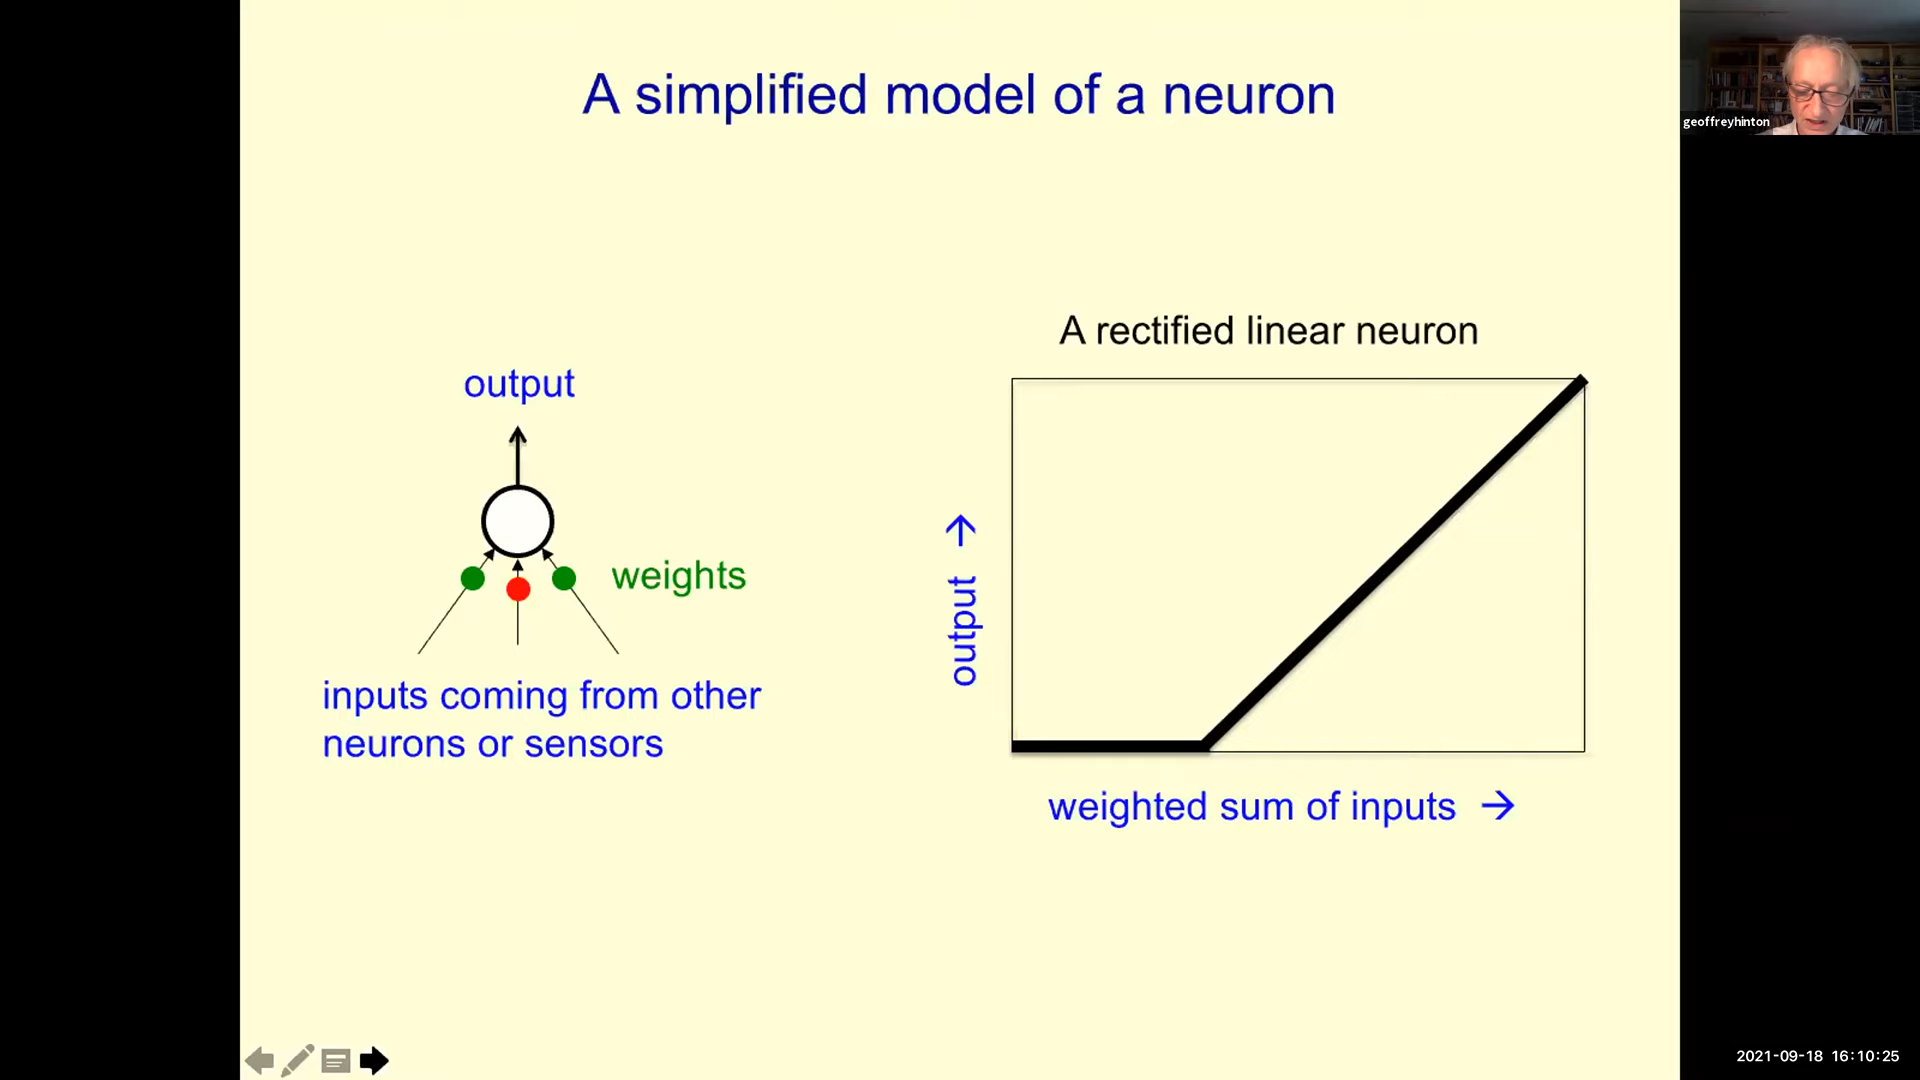 A simplified model of a neuron
geoffreyhinton
A rectified linear neuron
output
weights
inputs coming from other
neurons or sensors
output →
weighted sum of inputs →
2021-09-18 16:10:25